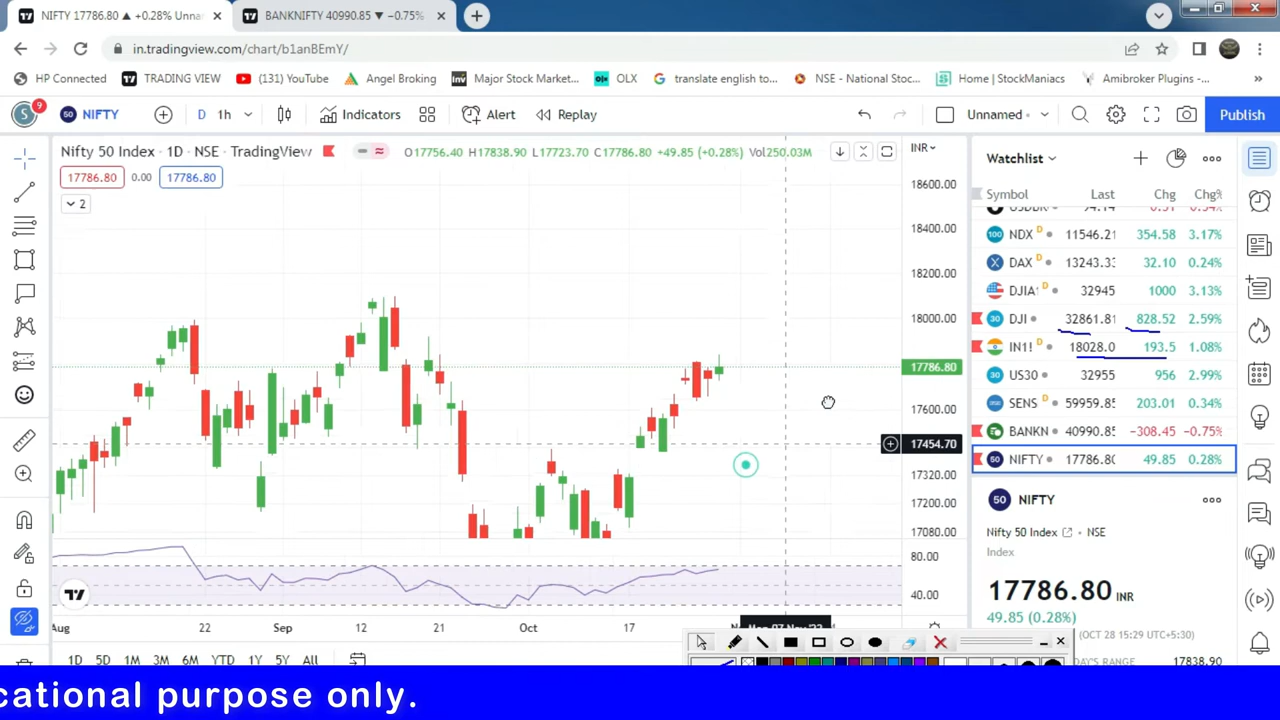 NIFTY 17786.80 ▲ +0.28% Unnar
BANKNIFTY 40990.85 ▼ −0.75%
in.tradingview.com/chart/b1anBEmY/
HP Connected TRADING VIEW (131) YouTube Angel Broking Major Stock Market... OLX translate english to... NSE - National Stoc... Home | StockManiacs Amibroker Plugins -...
S 9 NIFTY D 1h Indicators Alert Replay Unnamed Publish
Nifty 50 Index · 1D · NSE · TradingView O17756.40 H17838.90 L17723.70 C17786.80 +49.85 (+0.28%) Vol250.03M INR
17786.80 0.00 17786.80
2
18600.00
18400.00
18200.00
18000.00
17786.80
17600.00
17454.70
17320.00
17200.00
17080.00
80.00
40.00
Aug 22 Sep 12 21 Oct 17
Mon 07 Nov '22
1D 5D 1M 3M 6M YTD 1Y 5Y All
Watchlist
Symbol Last Chg Chg%
NDX D 11546.21 354.58 3.17%
DAX D 13243.33 32.10 0.24%
DJIA1 D 32945 1000 3.13%
DJI 32861.81 828.52 2.59%
IN1! D 18028.0 193.5 1.08%
US30 32955 956 2.99%
SENS D 59959.85 203.01 0.34%
BANKN 40990.85 −308.45 −0.75%
NIFTY 17786.80 49.85 0.28%
50 NIFTY
Nifty 50 Index · NSE
Index
17786.80 INR
49.85 (0.28%)
(OCT 28 15:29 UTC+5:30)
DAY'S RANGE 17838.90
cational purpose only.